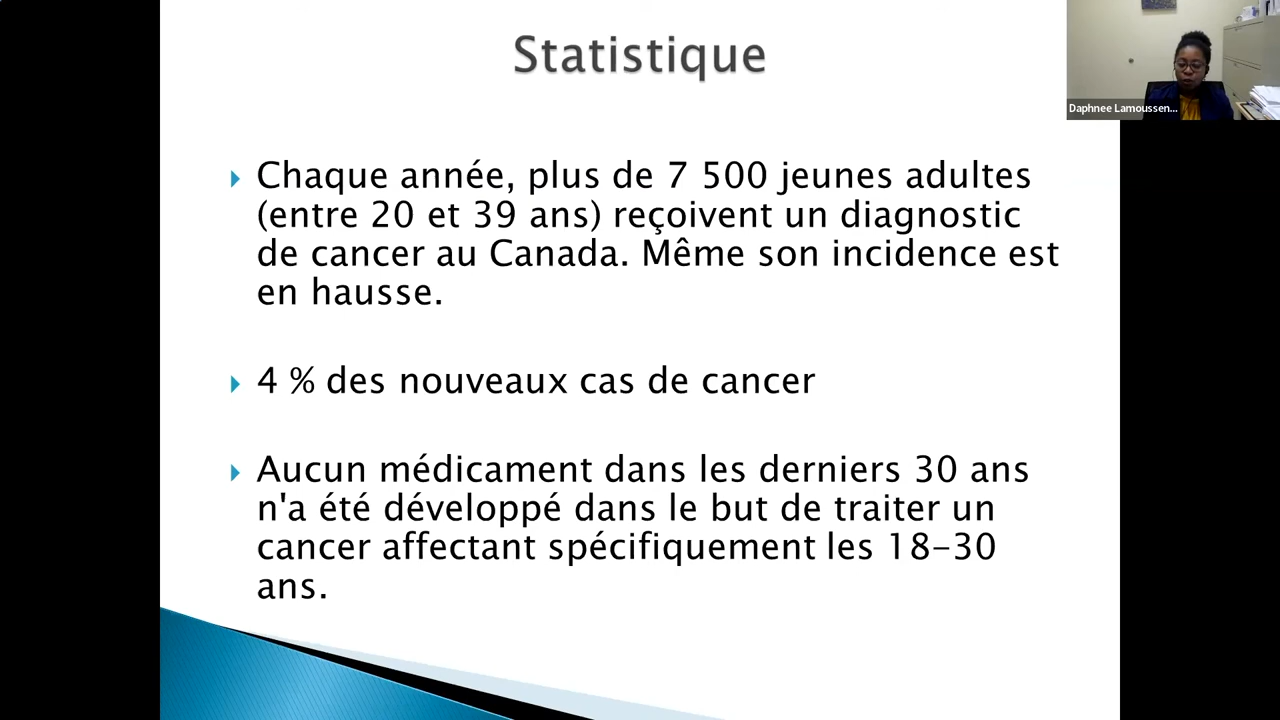 Statistique
Daphnee Lamoussen...
Chaque année, plus de 7 500 jeunes adultes
(entre 20 et 39 ans) reçoivent un diagnostic
de cancer au Canada. Même son incidence est
en hausse.
4 % des nouveaux cas de cancer
Aucun médicament dans les derniers 30 ans
n'a été développé dans le but de traiter un
cancer affectant spécifiquement les 18-30
ans.